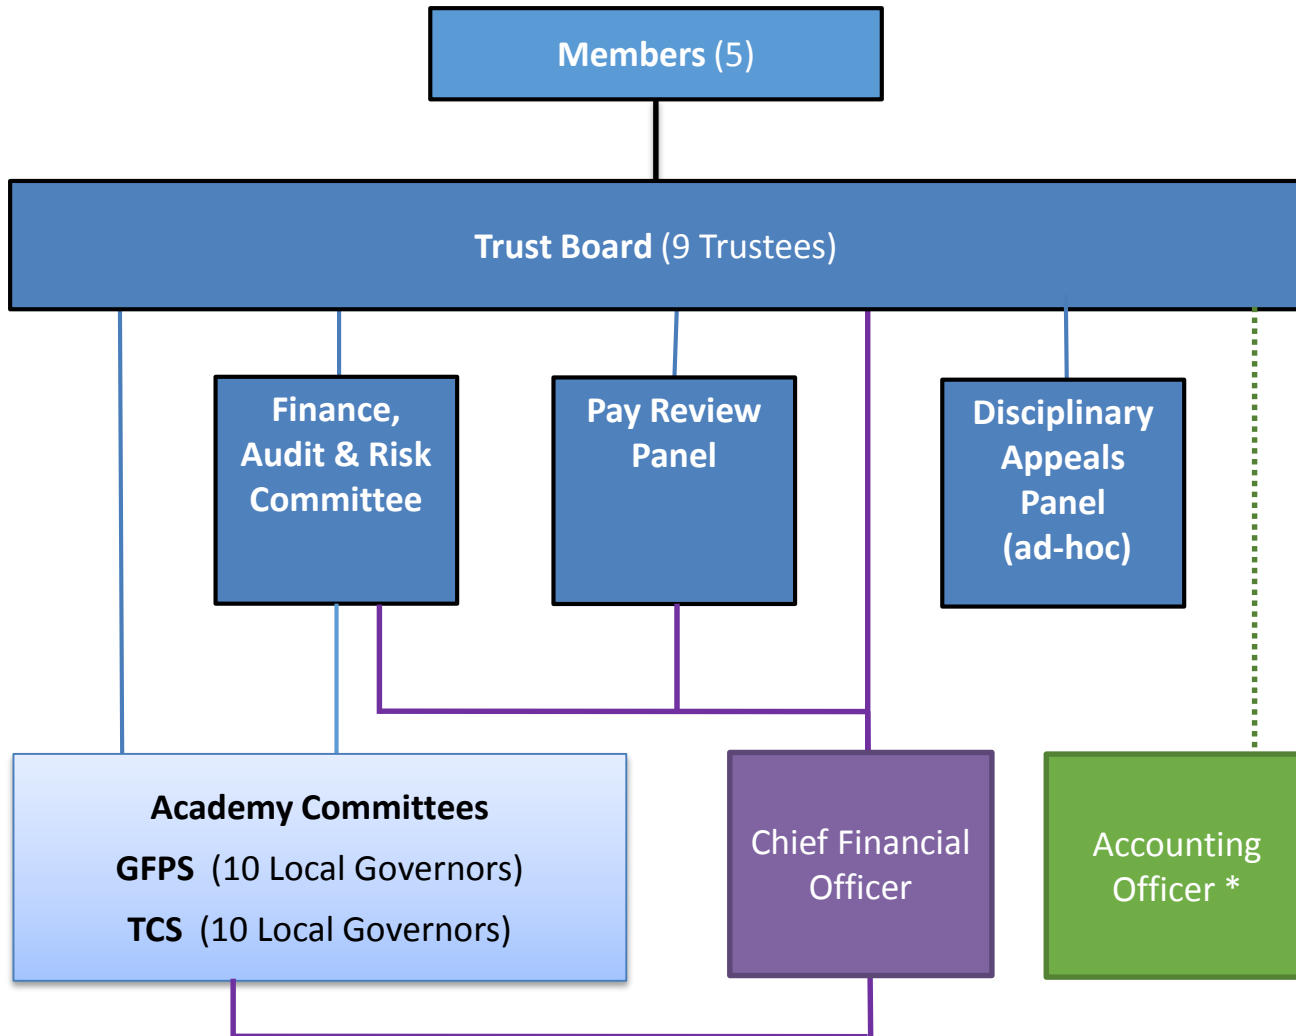 Members (5)
Trust Board (9 Trustees)
Finance,
Audit & Risk
Committee
Pay Review
Panel
Disciplinary
Appeals
Panel
(ad-hoc)
Academy Committees
GFPS (10 Local Governors)
TCS (10 Local Governors)
Chief Financial
Officer
Accounting
Officer *